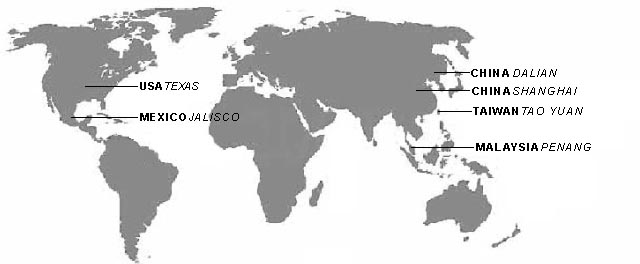 USA TEXAS
MEXICO JALISCO
CHINA DALIAN
CHINA SHANGHAI
TAIWAN TAO YUAN
MALAYSIA PENANG